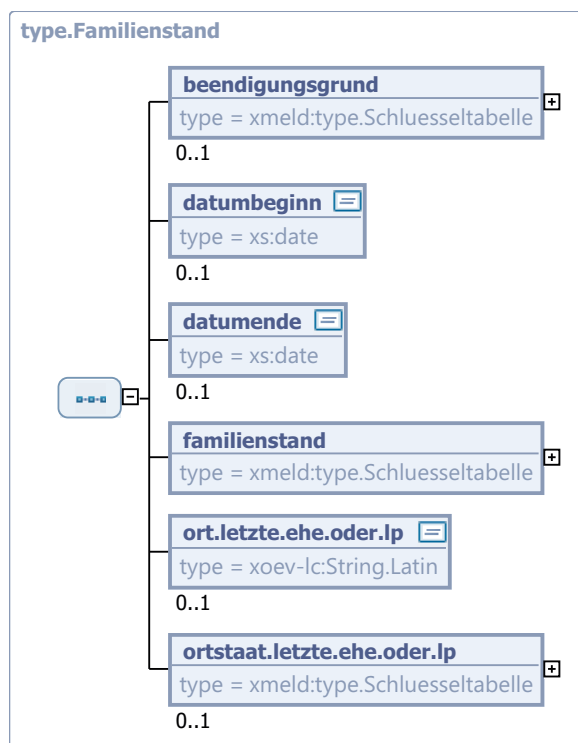 type.Familienstand
beendigungsgrund
type = xmeld:type.Schluesseltabelle
0..1
datumbeginn
type = xs:date
0..1
datumende
type = xs:date
0..1
familienstand
type = xmeld:type.Schluesseltabelle
ort.letzte.ehe.oder.lp
type = xoev-lc:String.Latin
0..1
ortstaat.letzte.ehe.oder.lp
type = xmeld:type.Schluesseltabelle
0..1